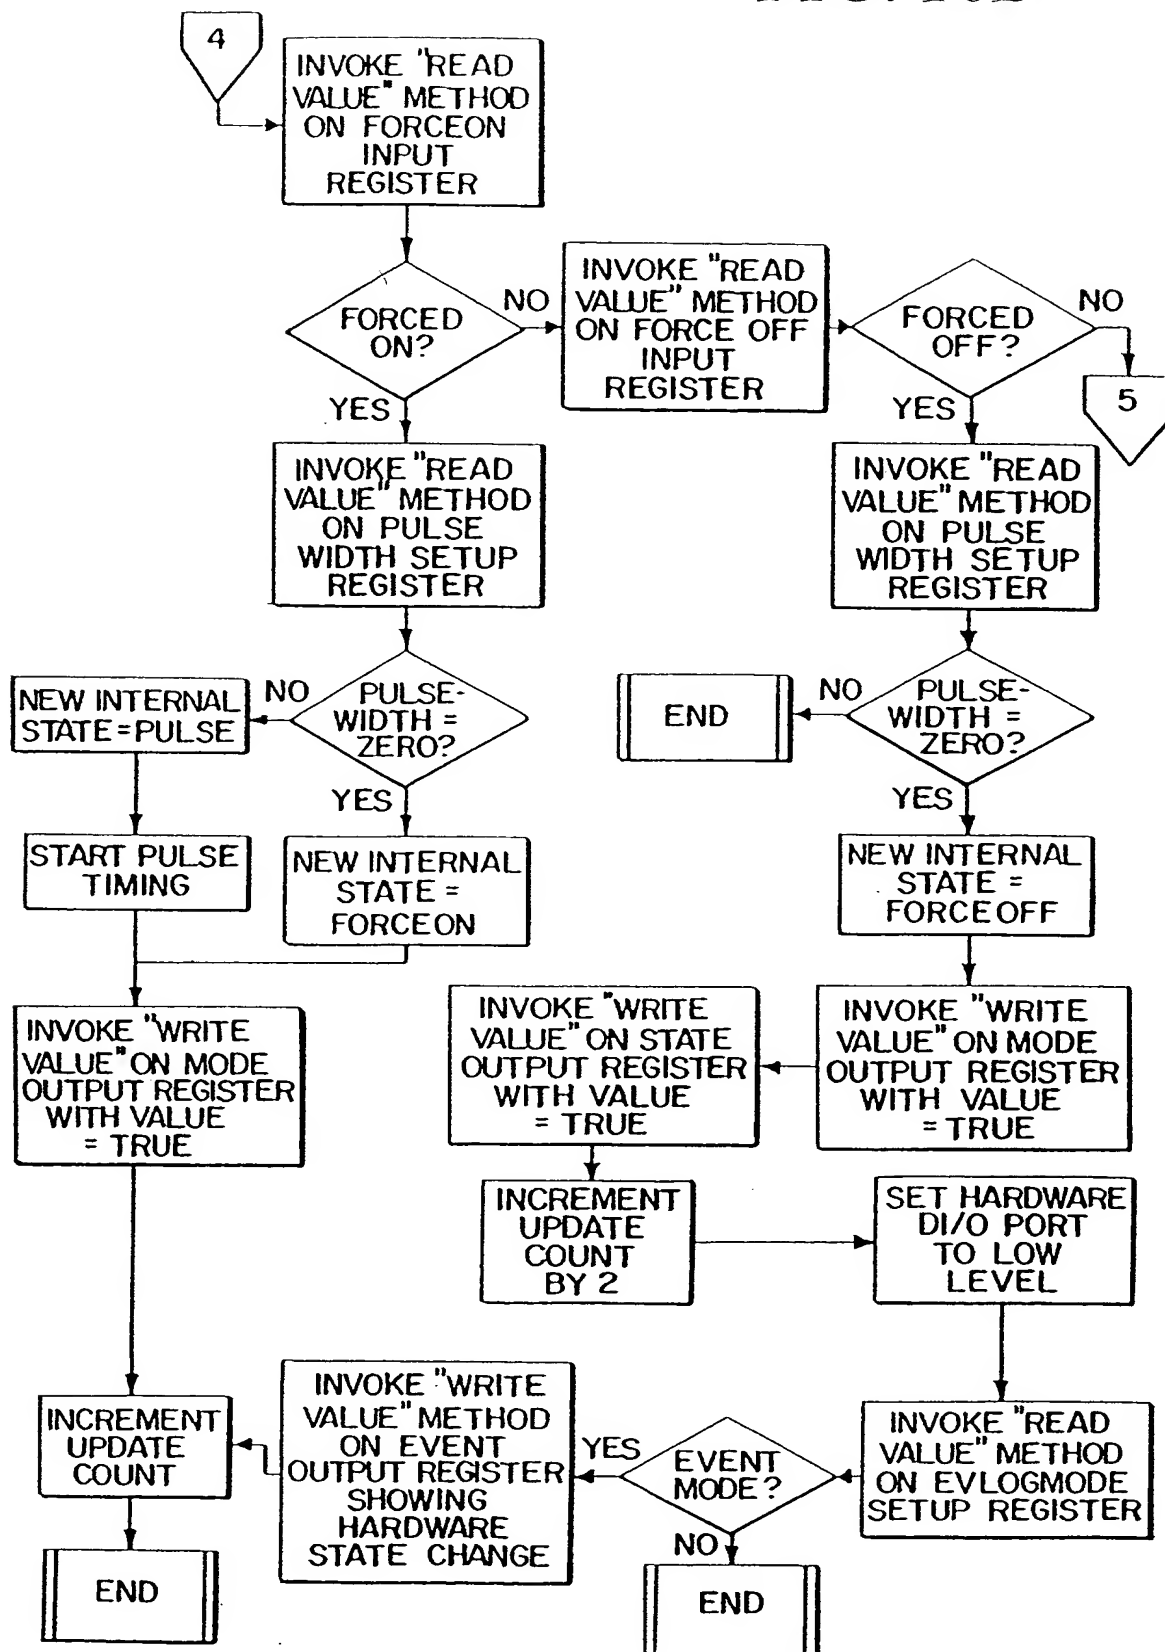 4
INVOKE "READ
VALUE" METHOD
ON FORCEON
INPUT
REGISTER
FORCED
ON?
NO
INVOKE "READ
VALUE" METHOD
ON FORCE OFF
INPUT
REGISTER
FORCED
OFF?
NO
5
YES
INVOKE "READ
VALUE" METHOD
ON PULSE
WIDTH SETUP
REGISTER
YES
INVOKE "READ
VALUE" METHOD
ON PULSE
WIDTH SETUP
REGISTER
NEW INTERNAL
STATE=PULSE
NO
PULSE-
WIDTH =
ZERO?
END
NO
PULSE-
WIDTH =
ZERO?
YES
YES
START PULSE
TIMING
NEW INTERNAL
STATE =
FORCEON
NEW INTERNAL
STATE =
FORCEOFF
INVOKE "WRITE
VALUE" ON MODE
OUTPUT REGISTER
WITH VALUE
= TRUE
INVOKE "WRITE
VALUE" ON STATE
OUTPUT REGISTER
WITH VALUE
= TRUE
INVOKE "WRITE
VALUE" ON MODE
OUTPUT REGISTER
WITH VALUE
= TRUE
INCREMENT
UPDATE
COUNT
BY 2
SET HARDWARE
DI/O PORT
TO LOW
LEVEL
INCREMENT
UPDATE
COUNT
INVOKE "WRITE
VALUE" METHOD
ON EVENT
OUTPUT REGISTER
SHOWING
HARDWARE
STATE CHANGE
YES
EVENT
MODE?
INVOKE "READ
VALUE" METHOD
ON EVLOGMODE
SETUP REGISTER
NO
END
END